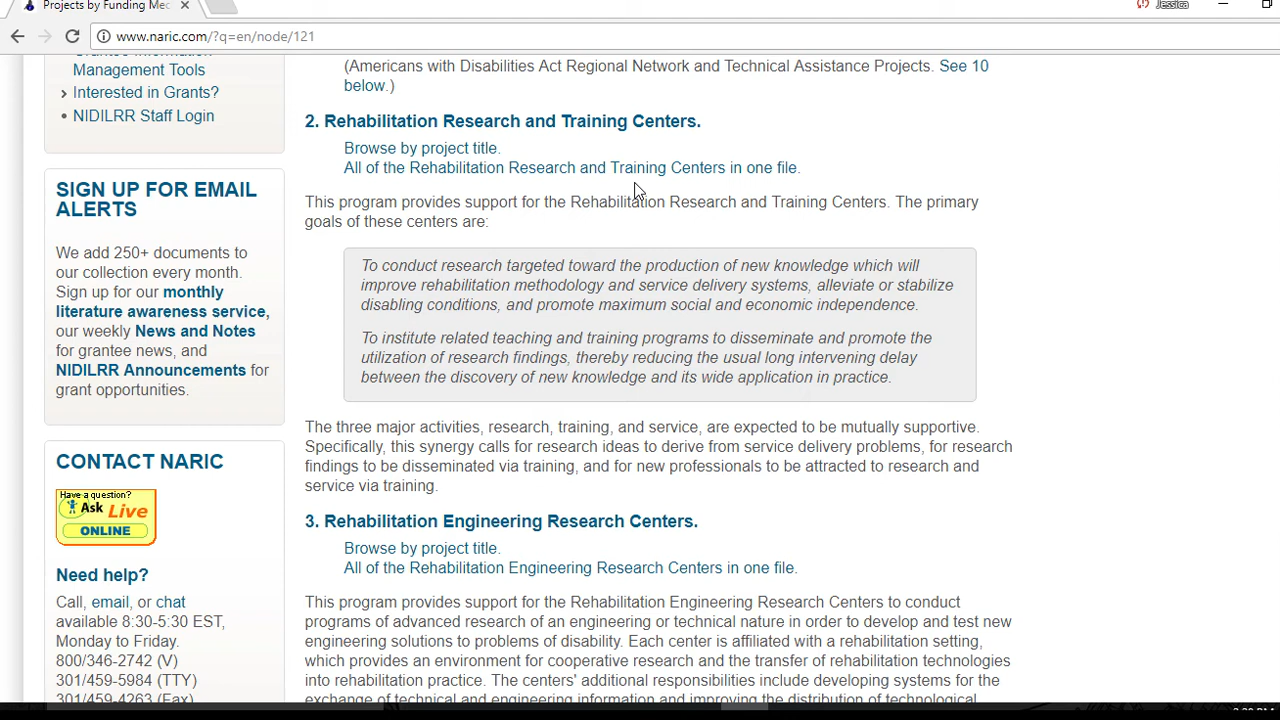 Projects by Funding Mec
Jessica
www.naric.com/?q=en/node/121
Management Tools
Interested in Grants?
NIDILRR Staff Login
SIGN UP FOR EMAIL
ALERTS
We add 250+ documents to
our collection every month.
Sign up for our monthly
literature awareness service,
our weekly News and Notes
for grantee news, and
NIDILRR Announcements for
grant opportunities.
CONTACT NARIC
Have a question?
Ask Live
ONLINE
Need help?
Call, email, or chat
available 8:30-5:30 EST,
Monday to Friday.
800/346-2742 (V)
301/459-5984 (TTY)
301/459-4263 (Fax)
(Americans with Disabilities Act Regional Network and Technical Assistance Projects. See 10
below.)
2. Rehabilitation Research and Training Centers.
Browse by project title.
All of the Rehabilitation Research and Training Centers in one file.
This program provides support for the Rehabilitation Research and Training Centers. The primary
goals of these centers are:
To conduct research targeted toward the production of new knowledge which will
improve rehabilitation methodology and service delivery systems, alleviate or stabilize
disabling conditions, and promote maximum social and economic independence.
To institute related teaching and training programs to disseminate and promote the
utilization of research findings, thereby reducing the usual long intervening delay
between the discovery of new knowledge and its wide application in practice.
The three major activities, research, training, and service, are expected to be mutually supportive.
Specifically, this synergy calls for research ideas to derive from service delivery problems, for research
findings to be disseminated via training, and for new professionals to be attracted to research and
service via training.
3. Rehabilitation Engineering Research Centers.
Browse by project title.
All of the Rehabilitation Engineering Research Centers in one file.
This program provides support for the Rehabilitation Engineering Research Centers to conduct
programs of advanced research of an engineering or technical nature in order to develop and test new
engineering solutions to problems of disability. Each center is affiliated with a rehabilitation setting,
which provides an environment for cooperative research and the transfer of rehabilitation technologies
into rehabilitation practice. The centers' additional responsibilities include developing systems for the
exchange of technical and engineering information and improving the distribution of technological